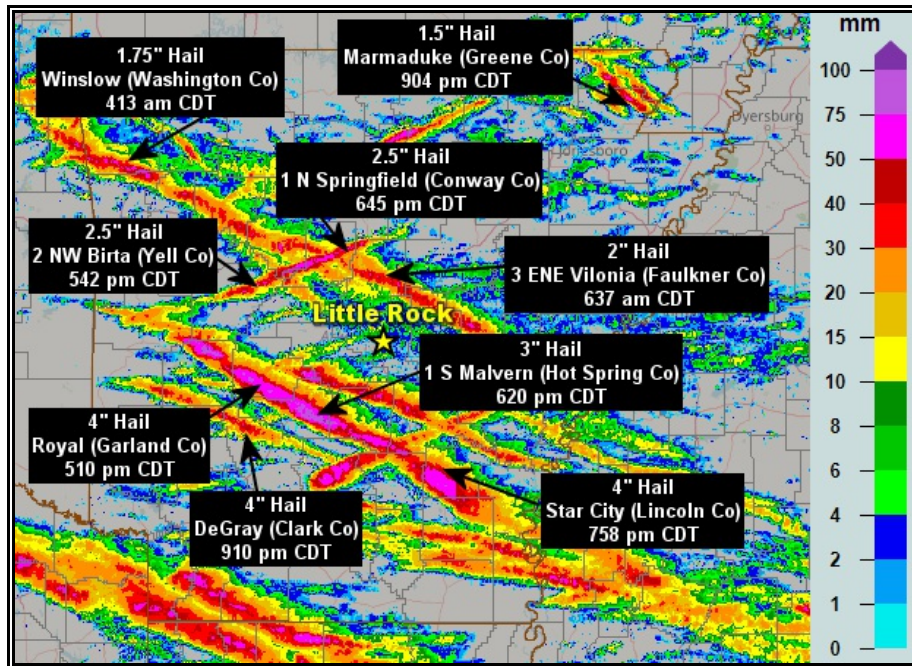 1.75" Hail
Winslow (Washington Co)
413 am CDT
1.5" Hail
Marmaduke (Greene Co)
904 pm CDT
Dyersburg
2.5" Hail
1 N Springfield (Conway Co)
645 pm CDT
2.5" Hail
2 NW Birta (Yell Co)
542 pm CDT
2" Hail
3 ENE Vilonia (Faulkner Co)
637 am CDT
Little Rock
3" Hail
1 S Malvern (Hot Spring Co)
620 pm CDT
4" Hail
Royal (Garland Co)
510 pm CDT
4" Hail
DeGray (Clark Co)
910 pm CDT
4" Hail
Star City (Lincoln Co)
758 pm CDT
mm
100
75
50
40
30
20
15
10
8
6
4
2
1
0